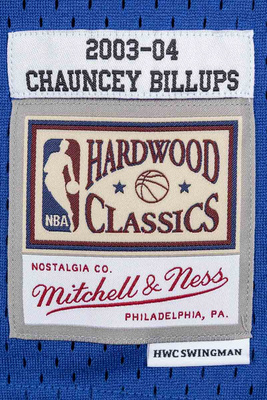 2003-04
CHAUNCEY BILLUPS
HARDWOOD
NBA
CLASSICS
NOSTALGIA CO.
Mitchell & Ness
PHILADELPHIA, PA.
HWC SWINGMAN